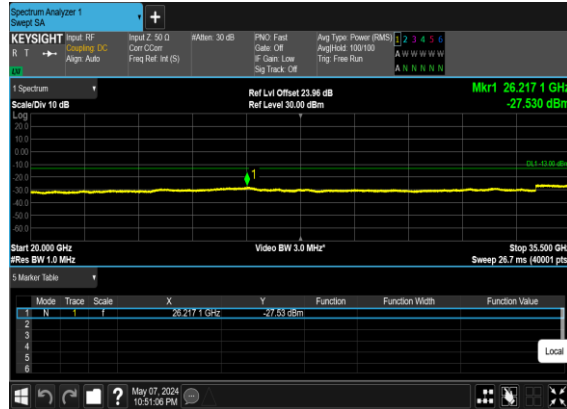 Spectrum Analyzer 1
Swept SA
+
KEYSIGHT Input: RF Input Z: 50 Ω #Atten: 30 dB PNO: Fast Avg Type: Power (RMS) 1 2 3 4 5 6
R T Coupling: DC Corr CCorr Gate: Off Avg|Hold: 100/100 A W W W W W
Align: Auto Freq Ref: Int (S) IF Gain: Low Trig: Free Run
LXI Sig Track: Off A N N N N N
1 Spectrum Ref Lvl Offset 23.96 dB Mkr1 26.217 1 GHz
Scale/Div 10 dB Ref Level 30.00 dBm -27.530 dBm
Log
20.0
10.0
0.00
-10.0
DL1 -13.00 dBm
-20.0
1
-30.0
-40.0
-50.0
-60.0
Start 20.000 GHz Video BW 3.0 MHz* Stop 35.500 GHz
#Res BW 1.0 MHz Sweep 26.7 ms (40001 pts)
5 Marker Table
Mode Trace Scale X Y Function Function Width Function Value
1 N 1 f 26.217 1 GHz -27.53 dBm
2
3
4
5
6
Local
? May 07, 2024
10:51:06 PM